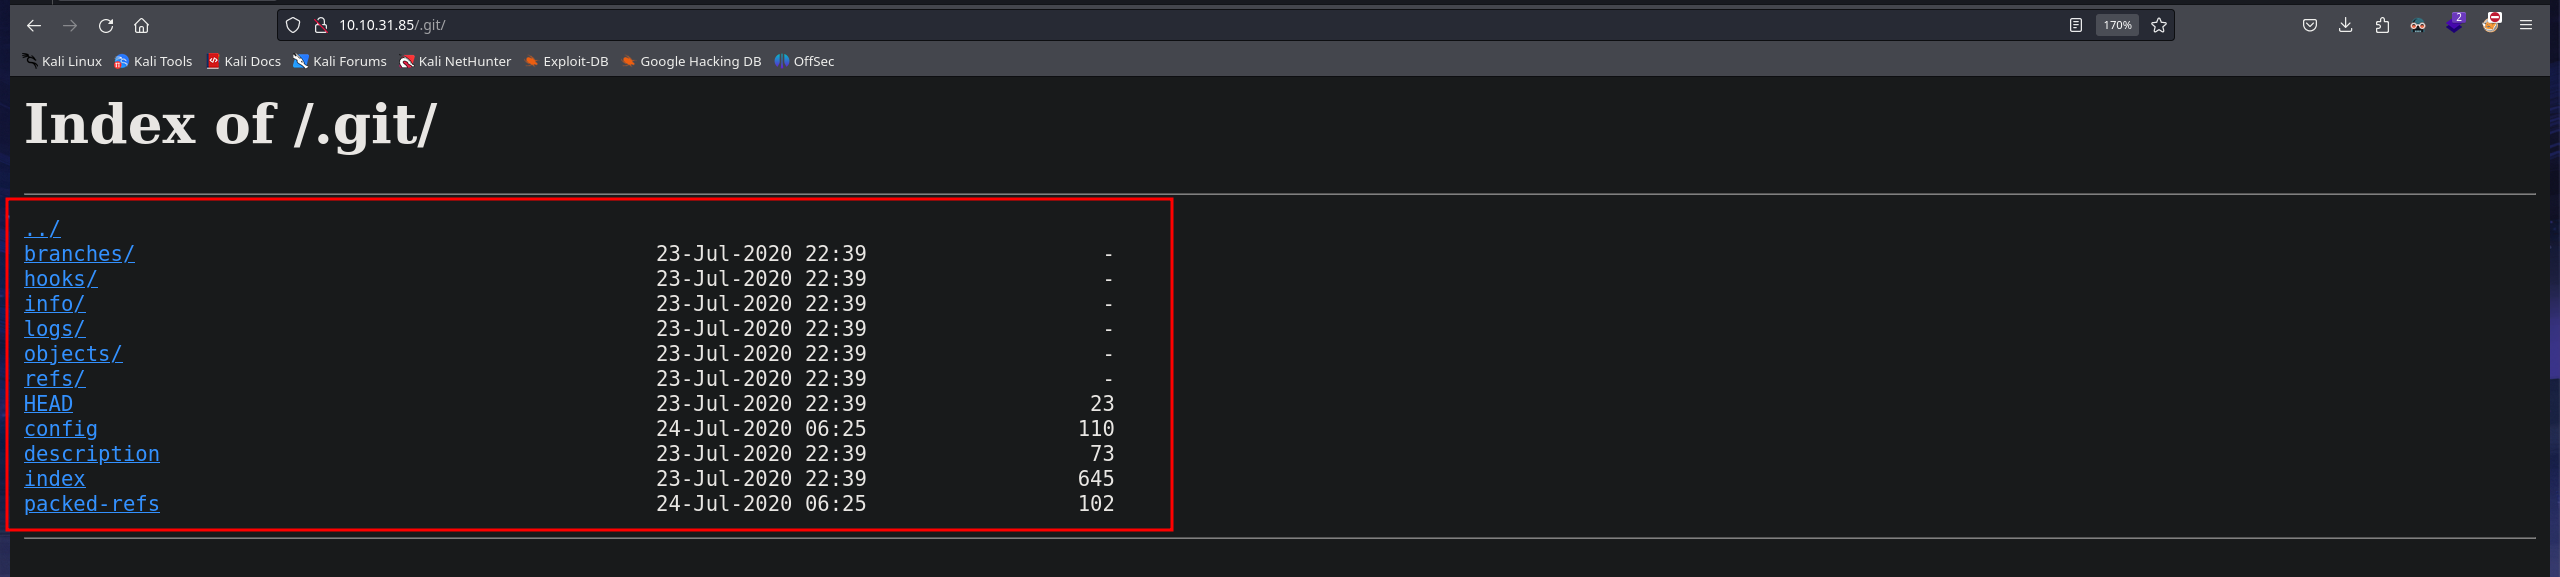 10.10.31.85/.git/
170%
2
Kali Linux Kali Tools Kali Docs Kali Forums Kali NetHunter Exploit-DB Google Hacking DB OffSec
Index of /.git/
../
branches/ 23-Jul-2020 22:39 -
hooks/ 23-Jul-2020 22:39 -
info/ 23-Jul-2020 22:39 -
logs/ 23-Jul-2020 22:39 -
objects/ 23-Jul-2020 22:39 -
refs/ 23-Jul-2020 22:39 -
HEAD 23-Jul-2020 22:39 23
config 24-Jul-2020 06:25 110
description 23-Jul-2020 22:39 73
index 23-Jul-2020 22:39 645
packed-refs 24-Jul-2020 06:25 102